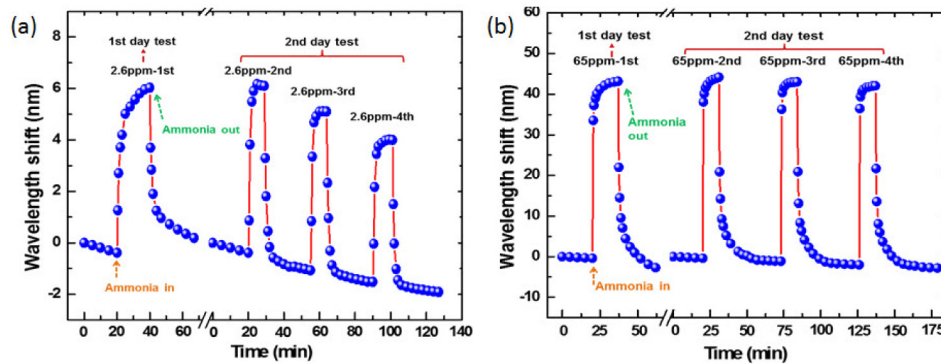 (a)
1st day test
2nd day test
2.6ppm-1st
2.6ppm-2nd
2.6ppm-3rd
2.6ppm-4th
Ammonia out
Ammonia in
Wavelength shift (nm)
8
6
4
2
0
-2
0 20 40 60 0 20 40 60 80 100 120 140
Time (min)
(b)
1st day test
2nd day test
65ppm-1st 65ppm-2nd 65ppm-3rd 65ppm-4th
Ammonia
out
Ammonia in
Wavelength shift (nm)
60
50
40
30
20
10
0
-10
0 25 50 0 25 50 75 100 125 150 175
Time (min)